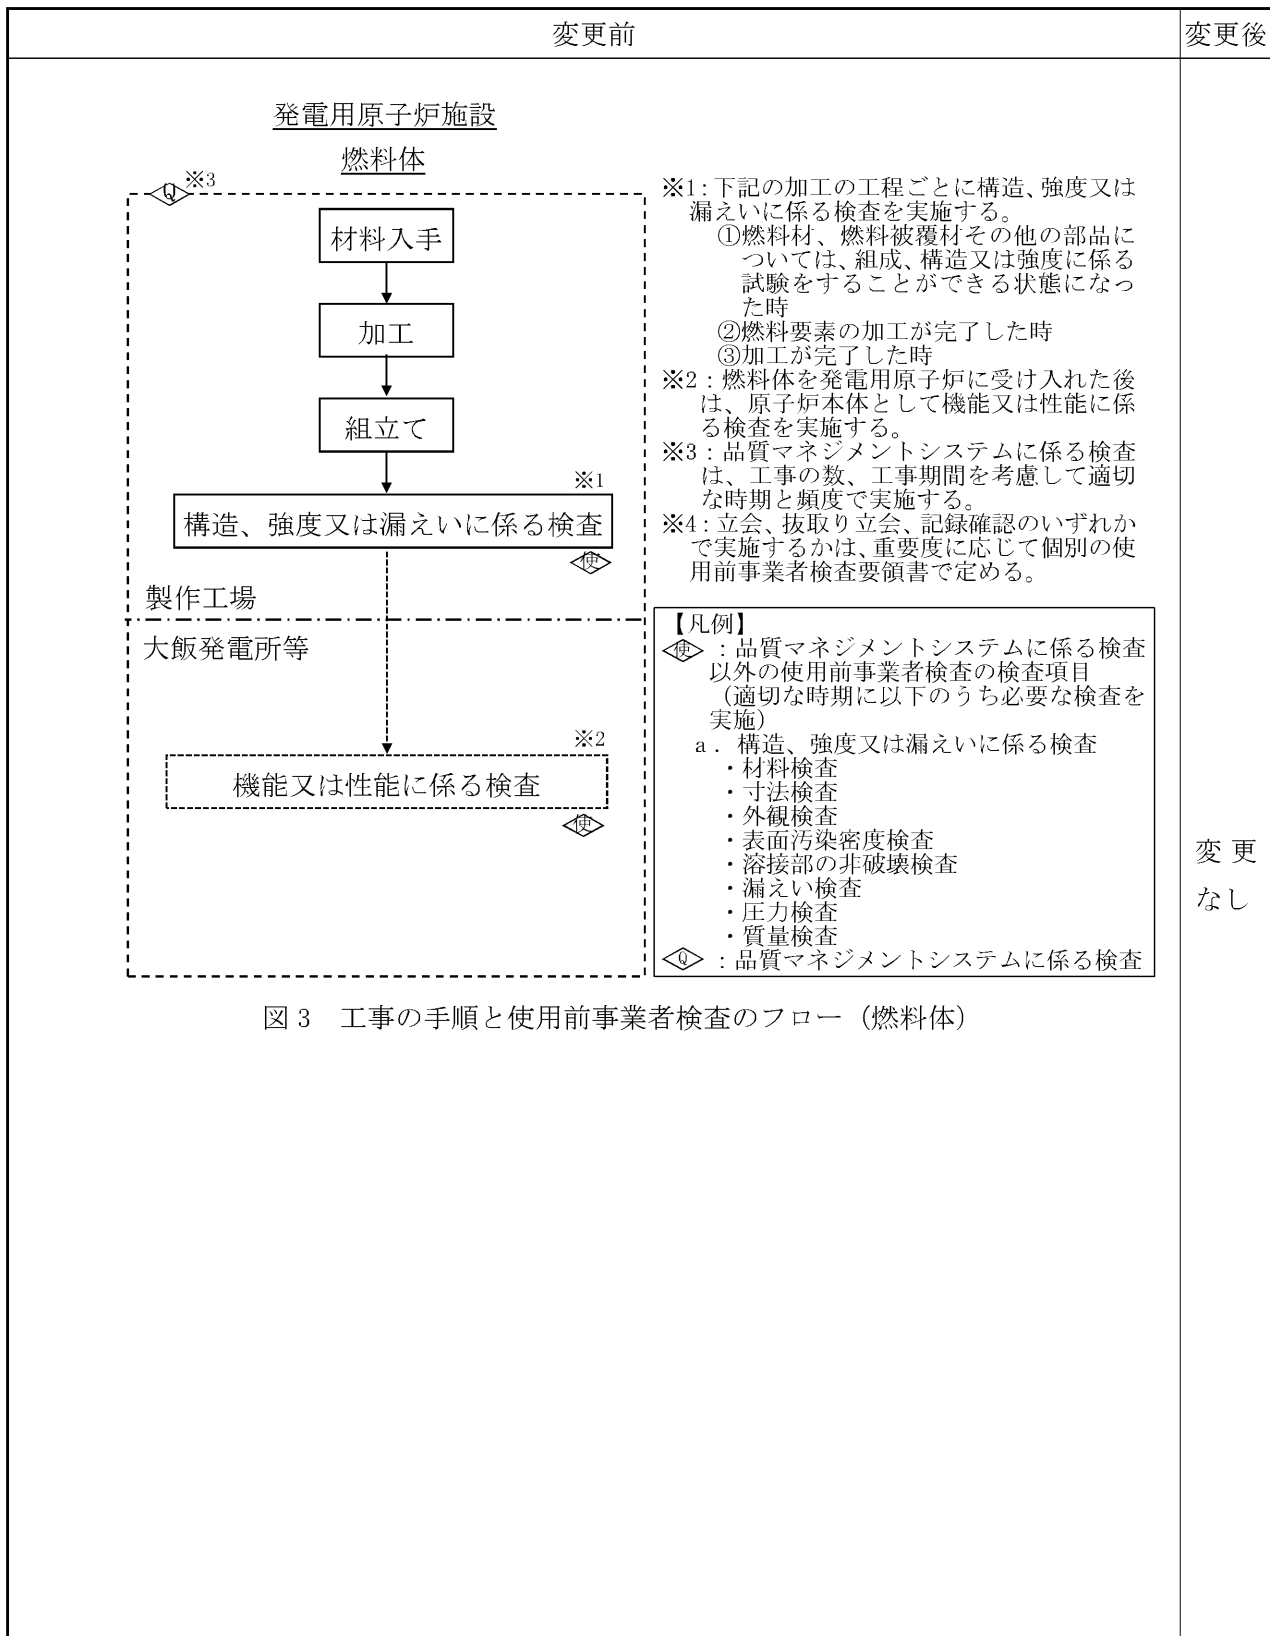 変更前
変更後
発電用原子炉施設
燃料体
Q
※3
材料入手
加工
組立て
※1
構造、強度又は漏えいに係る検査
使
製作工場
大飯発電所等
※2
機能又は性能に係る検査
使
※1：下記の加工の工程ごとに構造、強度又は
漏えいに係る検査を実施する。
①燃料材、燃料被覆材その他の部品に
ついては、組成、構造又は強度に係る
試験をすることができる状態になっ
た時
②燃料要素の加工が完了した時
③加工が完了した時
※2：燃料体を発電用原子炉に受け入れた後
は、原子炉本体として機能又は性能に係
る検査を実施する。
※3：品質マネジメントシステムに係る検査
は、工事の数、工事期間を考慮して適切
な時期と頻度で実施する。
※4：立会、抜取り立会、記録確認のいずれか
で実施するかは、重要度に応じて個別の使
用前事業者検査要領書で定める。
【凡例】
使：品質マネジメントシステムに係る検査
以外の使用前事業者検査の検査項目
（適切な時期に以下のうち必要な検査を
実施）
a．構造、強度又は漏えいに係る検査
・材料検査
・寸法検査
・外観検査
・表面汚染密度検査
・溶接部の非破壊検査
・漏えい検査
・圧力検査
・質量検査
Q：品質マネジメントシステムに係る検査
図3　工事の手順と使用前事業者検査のフロー（燃料体）
変更
なし